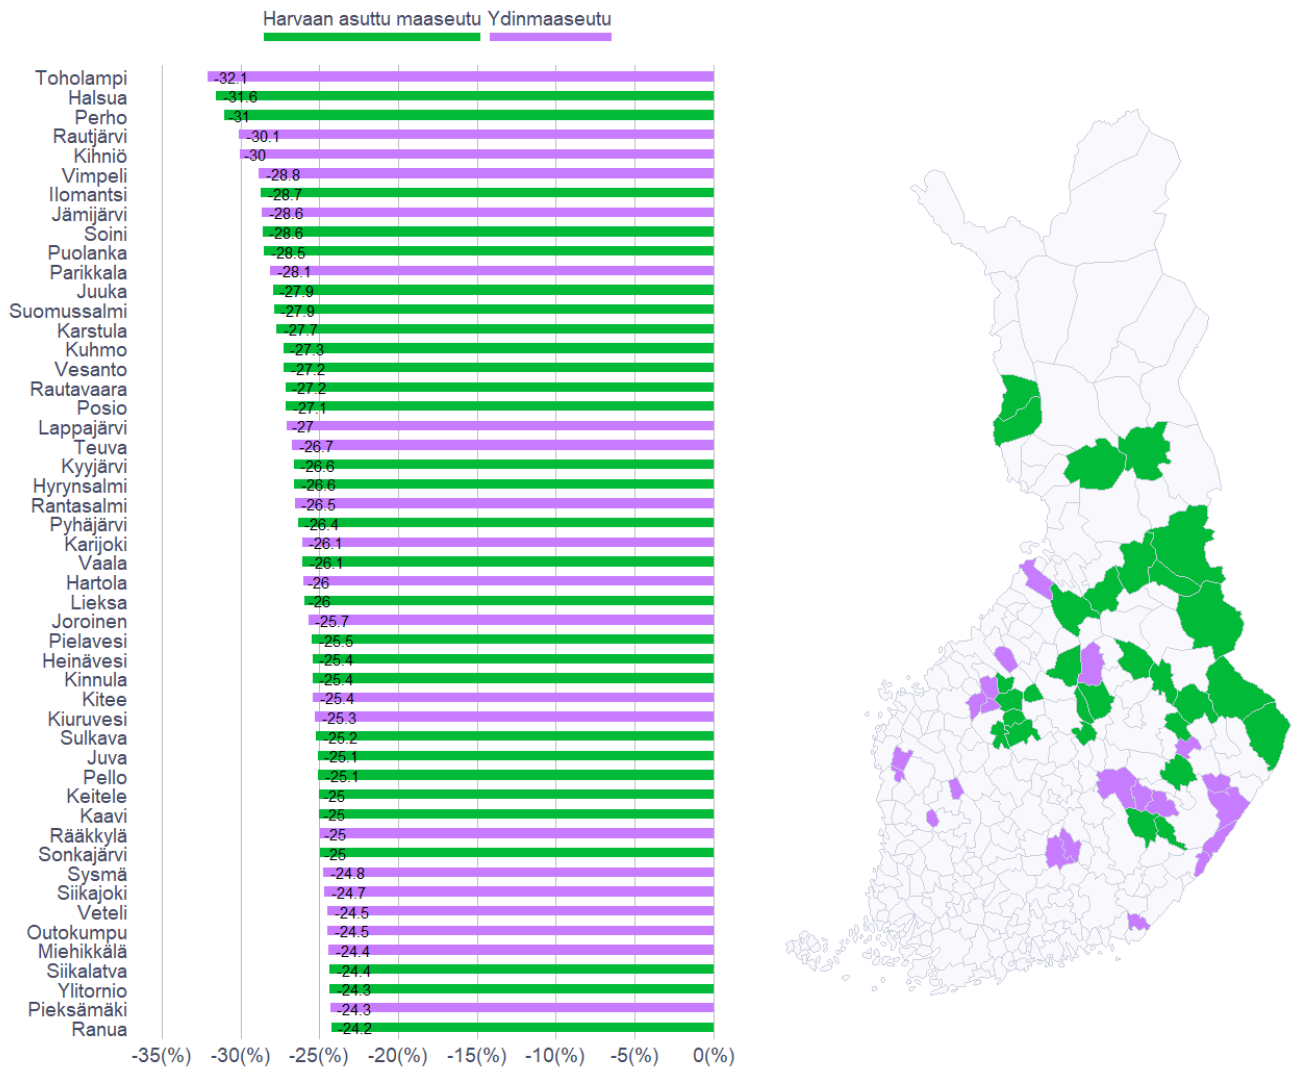 Harvaan asuttu maaseutu Ydinmaaseutu
Toholampi -32.1
Halsua -31.6
Perho -31
Rautjärvi -30.1
Kihniö -30
Vimpeli -28.8
Ilomantsi -28.7
Jämijärvi -28.6
Soini -28.6
Puolanka -28.5
Parikkala -28.1
Juuka -27.9
Suomussalmi -27.9
Karstula -27.7
Kuhmo -27.3
Vesanto -27.2
Rautavaara -27.2
Posio -27.1
Lappajärvi -27
Teuva -26.7
Kyyjärvi -26.6
Hyrynsalmi -26.6
Rantasalmi -26.5
Pyhäjärvi -26.4
Karijoki -26.1
Vaala -26.1
Hartola -26
Lieksa -26
Joroinen -25.7
Pielavesi -25.5
Heinävesi -25.4
Kinnula -25.4
Kitee -25.4
Kiuruvesi -25.3
Sulkava -25.2
Juva -25.1
Pello -25.1
Keitele -25
Kaavi -25
Rääkkylä -25
Sonkajärvi -25
Sysmä -24.8
Siikajoki -24.7
Veteli -24.5
Outokumpu -24.5
Miehikkälä -24.4
Siikalatva -24.4
Ylitornio -24.3
Pieksämäki -24.3
Ranua -24.2
-35(%) -30(%) -25(%) -20(%) -15(%) -10(%) -5(%) 0(%)